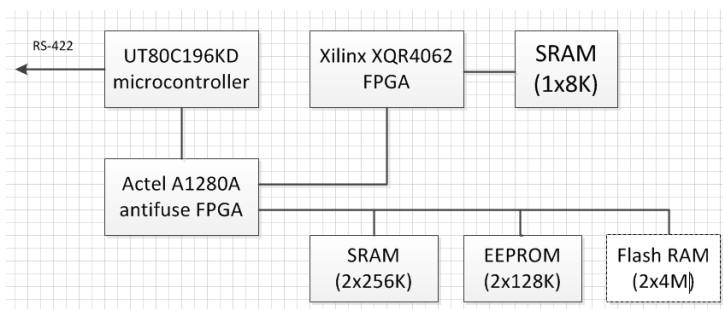 RS-422
UT80C196KD
microcontroller
Xilinx XQR4062
FPGA
SRAM
(1x8K)
Actel A1280A
antifuse FPGA
SRAM
(2x256K)
EEPROM
(2x128K)
Flash RAM
(2x4M)